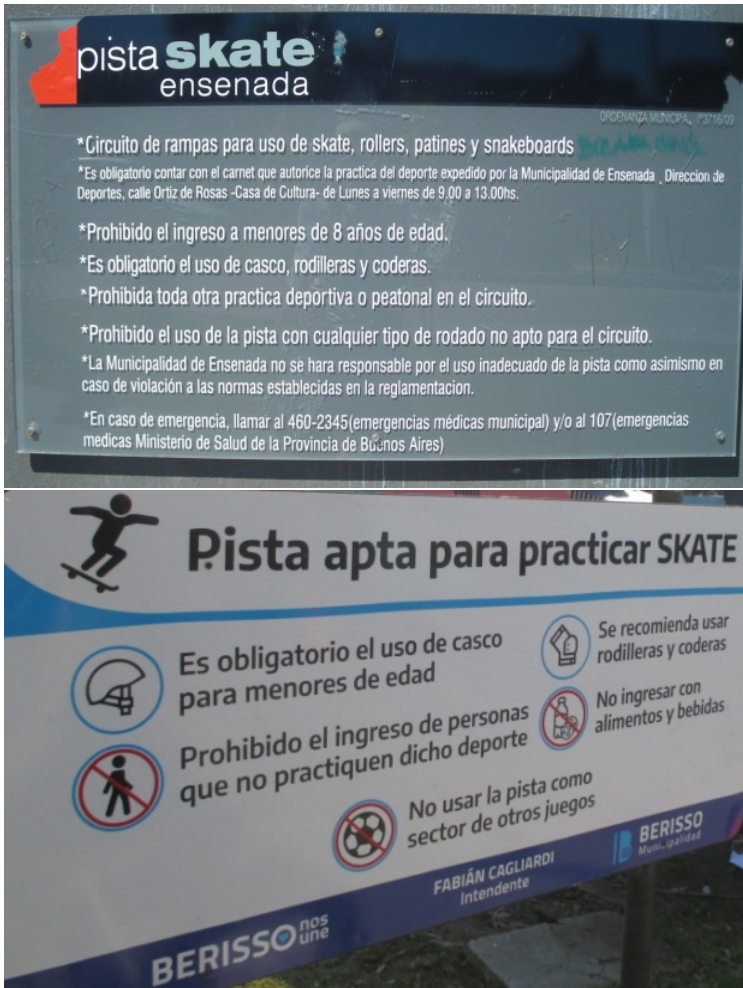 pista skate
ensenada
ORDENANZA MUNICIPAL 3716/09
*Circuito de rampas para uso de skate, rollers, patines y snakeboards
*Es obligatorio contar con el carnet que autorice la practica del deporte expedido por la Municipalidad de Ensenada , Direccion de
Deportes, calle Ortiz de Rosas -Casa de Cultura- de Lunes a viernes de 9,00 a 13.00hs.
*Prohibido el ingreso a menores de 8 años de edad.
*Es obligatorio el uso de casco, rodilleras y coderas.
*Prohibida toda otra practica deportiva o peatonal en el circuito.
*Prohibido el uso de la pista con cualquier tipo de rodado no apto para el circuito.
*La Municipalidad de Ensenada no se hara responsable por el uso inadecuado de la pista como asimismo en
caso de violación a las normas establecidas en la reglamentacion.
*En caso de emergencia, llamar al 460-2345(emergencias médicas municipal) y/o al 107(emergencias
medicas Ministerio de Salud de la Provincia de Buenos Aires)
Pista apta para practicar SKATE
Es obligatorio el uso de casco
para menores de edad
Se recomienda usar
rodilleras y coderas
Prohibido el ingreso de personas
que no practiquen dicho deporte
No ingresar con
alimentos y bebidas
No usar la pista como
sector de otros juegos
BERISSO nos
une
FABIÁN CAGLIARDI
Intendente
BERISSO
Municipalidad